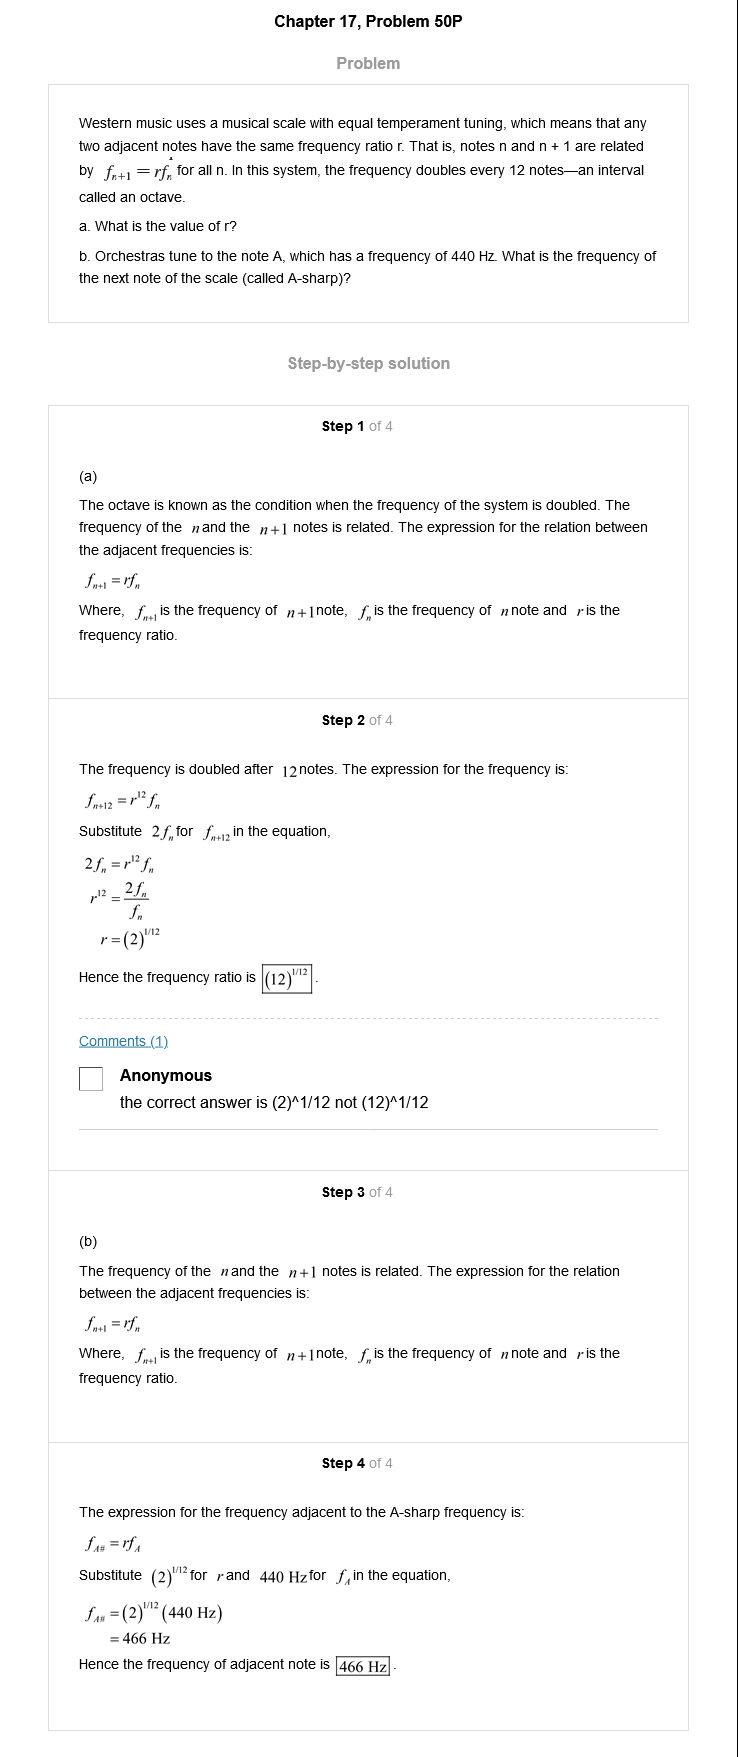 Chapter 17, Problem 50P
Problem
Western music uses a musical scale with equal temperament tuning, which means that any
two adjacent notes have the same frequency ratio r. That is, notes n and n + 1 are related
by f_{n+1} = rf_n for all n. In this system, the frequency doubles every 12 notes—an interval
called an octave.
a. What is the value of r?
b. Orchestras tune to the note A, which has a frequency of 440 Hz. What is the frequency of
the next note of the scale (called A-sharp)?
Step-by-step solution
Step 1 of 4
(a)
The octave is known as the condition when the frequency of the system is doubled. The
frequency of the n and the n+1 notes is related. The expression for the relation between
the adjacent frequencies is:
f_{n+1} = rf_n
Where, f_{n+1} is the frequency of n+1 note, f_n is the frequency of n note and r is the
frequency ratio.
Step 2 of 4
The frequency is doubled after 12 notes. The expression for the frequency is:
f_{n+12} = r^{12} f_n
Substitute 2f_n for f_{n+12} in the equation,
2f_n = r^{12} f_n
r^{12} = 2f_n / f_n
r = (2)^{1/12}
Hence the frequency ratio is (12)^{1/12}.
Comments (1)
Anonymous
the correct answer is (2)^1/12 not (12)^1/12
Step 3 of 4
(b)
The frequency of the n and the n+1 notes is related. The expression for the relation
between the adjacent frequencies is:
f_{n+1} = rf_n
Where, f_{n+1} is the frequency of n+1 note, f_n is the frequency of n note and r is the
frequency ratio.
Step 4 of 4
The expression for the frequency adjacent to the A-sharp frequency is:
f_{A#} = rf_A
Substitute (2)^{1/12} for r and 440 Hz for f_A in the equation,
f_{A#} = (2)^{1/12} (440 Hz)
= 466 Hz
Hence the frequency of adjacent note is 466 Hz.